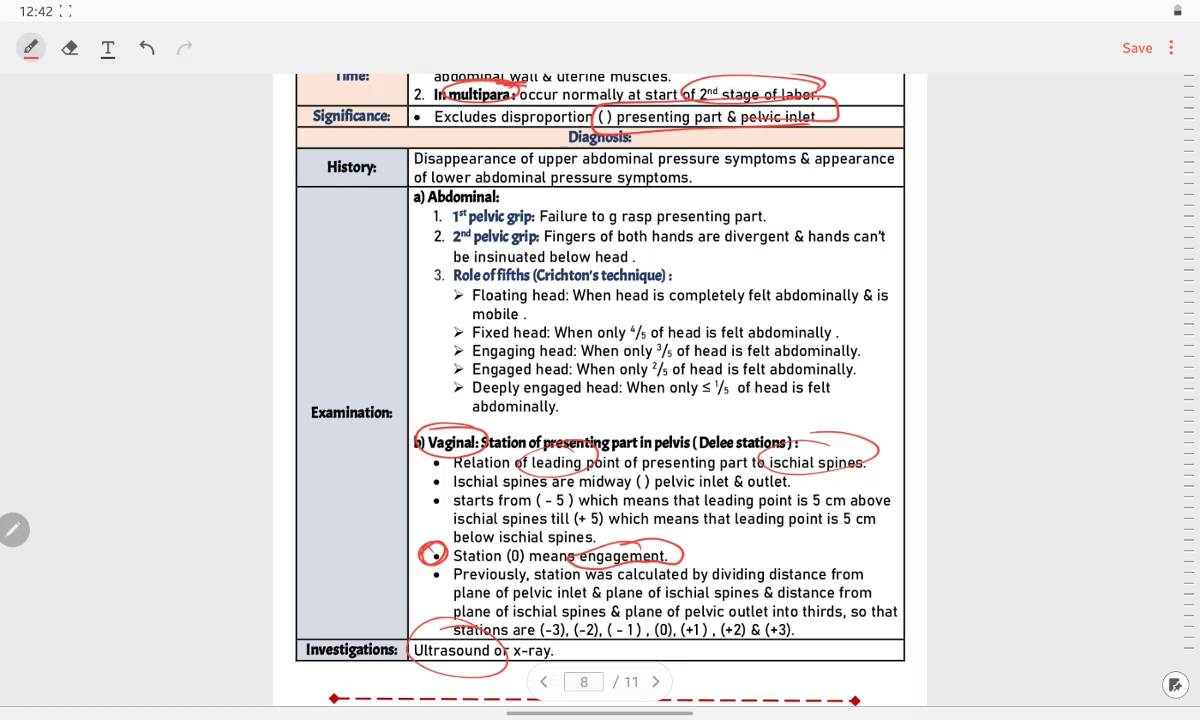 12:42
T
Save
Time:
abdominal wall & uterine muscles.
2. In multipara: occur normally at start of 2nd stage of labor.
Significance:
• Excludes disproportion ( ) presenting part & pelvic inlet
Diagnosis:
History:
Disappearance of upper abdominal pressure symptoms & appearance
of lower abdominal pressure symptoms.
Examination:
a) Abdominal:
1. 1st pelvic grip: Failure to g rasp presenting part.
2. 2nd pelvic grip: Fingers of both hands are divergent & hands can't
be insinuated below head .
3. Role of fifths (Crichton's technique) :
➢ Floating head: When head is completely felt abdominally & is
mobile .
➢ Fixed head: When only 4/5 of head is felt abdominally .
➢ Engaging head: When only 3/5 of head is felt abdominally.
➢ Engaged head: When only 2/5 of head is felt abdominally.
➢ Deeply engaged head: When only ≤ 1/5 of head is felt
abdominally.
b) Vaginal: Station of presenting part in pelvis ( Delee stations) :
• Relation of leading point of presenting part to ischial spines.
• Ischial spines are midway ( ) pelvic inlet & outlet.
• starts from ( - 5 ) which means that leading point is 5 cm above
ischial spines till (+ 5) which means that leading point is 5 cm
below ischial spines.
• Station (0) means engagement.
• Previously, station was calculated by dividing distance from
plane of pelvic inlet & plane of ischial spines & distance from
plane of ischial spines & plane of pelvic outlet into thirds, so that
stations are (-3), (-2), ( - 1 ) , (0), (+1) , (+2) & (+3).
Investigations:
Ultrasound or x-ray.
8 / 11